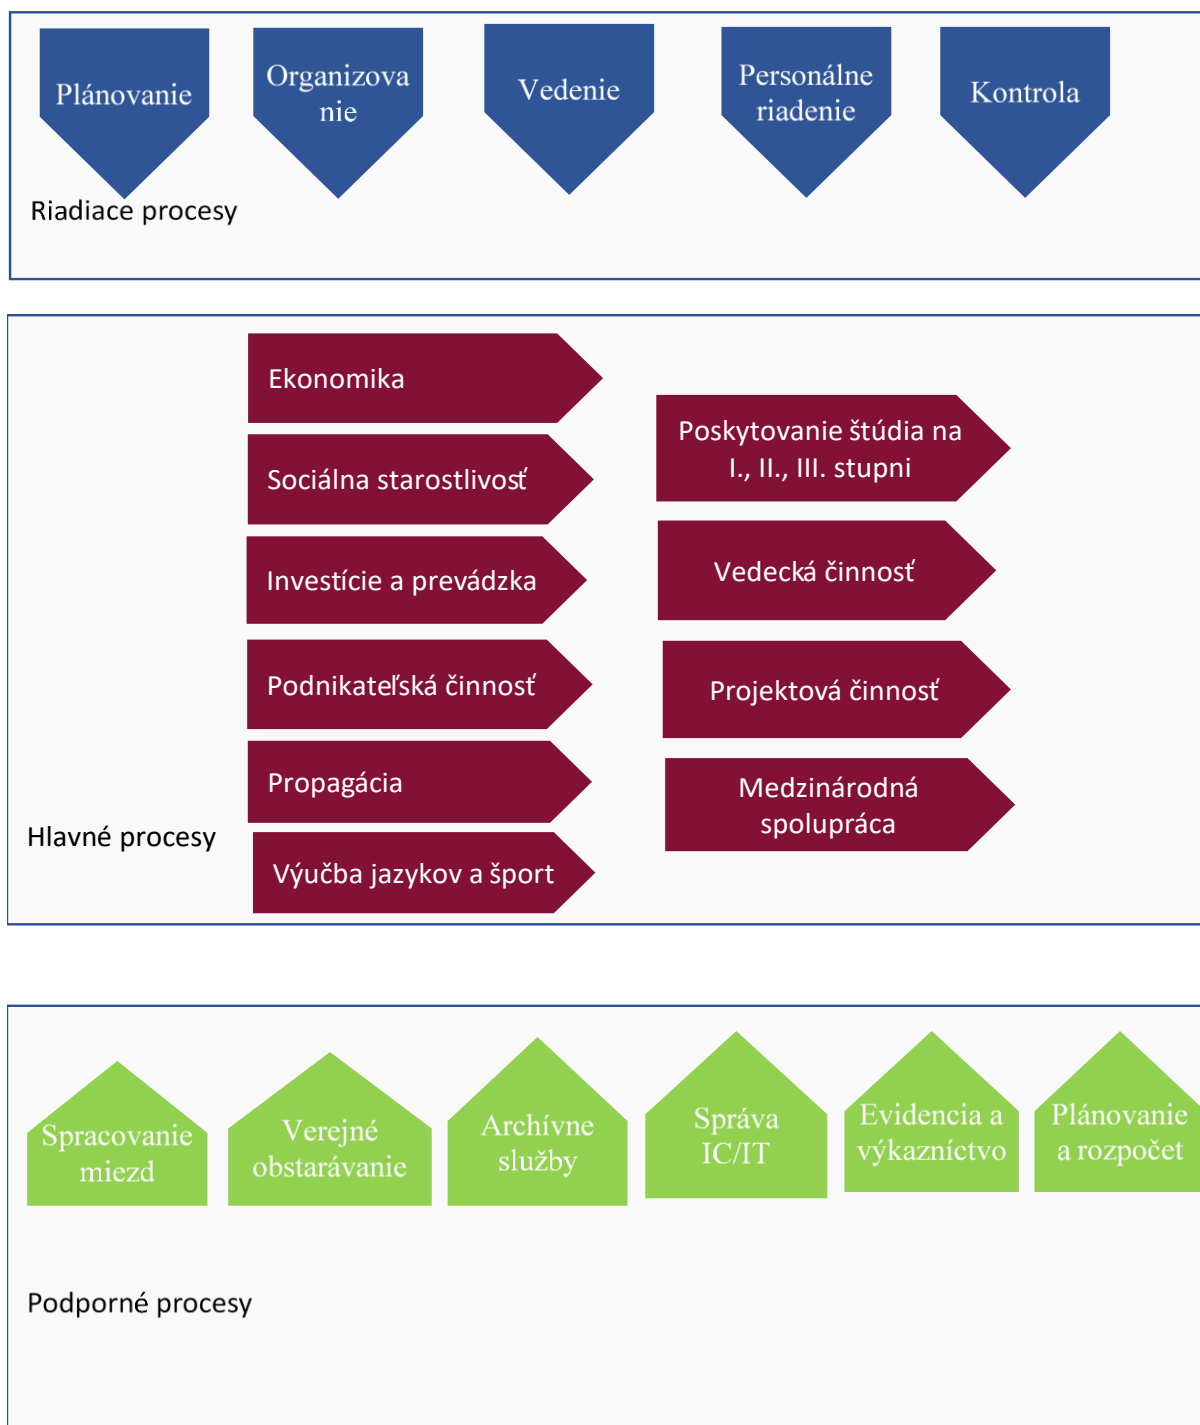 Plánovanie
Organizova
nie
Vedenie
Personálne
riadenie
Kontrola
Riadiace procesy
Ekonomika
Sociálna starostlivosť
Investície a prevádzka
Podnikateľská činnosť
Propagácia
Výučba jazykov a šport
Poskytovanie štúdia na
I., II., III. stupni
Vedecká činnosť
Projektová činnosť
Medzinárodná
spolupráca
Hlavné procesy
Spracovanie
miezd
Verejné
obstarávanie
Archívne
služby
Správa
IC/IT
Evidencia a
výkazníctvo
Plánovanie
a rozpočet
Podporné procesy